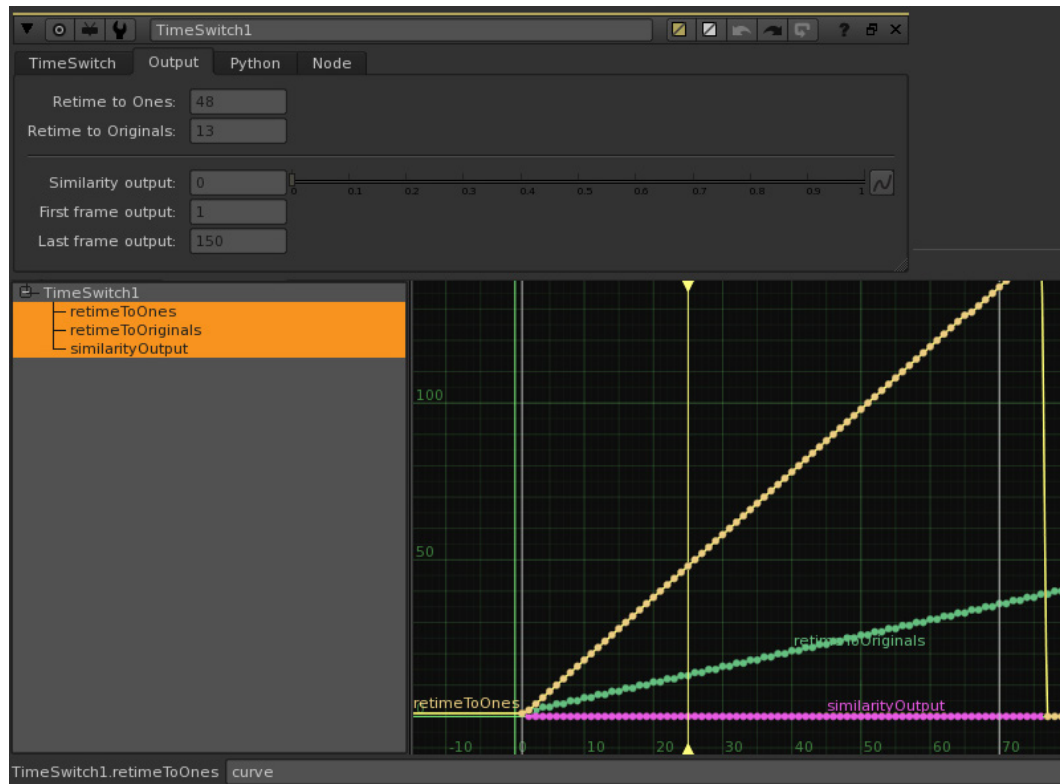 TimeSwitch1
TimeSwitch Output Python Node
Retime to Ones: 48
Retime to Originals: 13
Similarity output: 0
0 0.1 0.2 0.3 0.4 0.5 0.6 0.7 0.8 0.9 1
First frame output: 1
Last frame output: 150
TimeSwitch1
retimeToOnes
retimeToOriginals
similarityOutput
100
50
retimeToOriginals
retimeToOnes 0
similarityOutput
-10 0 10 20 30 40 50 60 70
TimeSwitch1.retimeToOnes curve